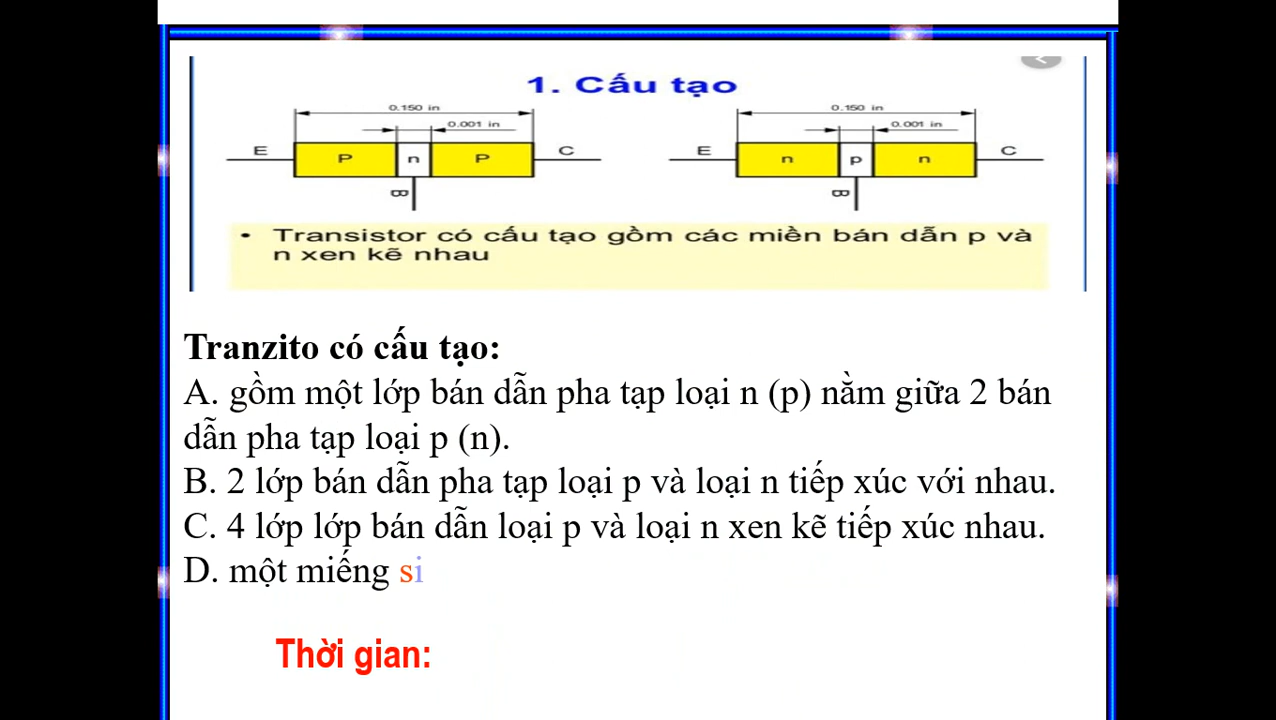 1. Cấu tạo
0.150 in
0.150 in
0.001 in
0.001 in
E P n P C
E n p n C
B
B
• Transistor có cấu tạo gồm các miền bán dẫn p và
n xen kẽ nhau
Tranzito có cấu tạo:
A. gồm một lớp bán dẫn pha tạp loại n (p) nằm giữa 2 bán
dẫn pha tạp loại p (n).
B. 2 lớp bán dẫn pha tạp loại p và loại n tiếp xúc với nhau.
C. 4 lớp lớp bán dẫn loại p và loại n xen kẽ tiếp xúc nhau.
D. một miếng si
Thời gian: